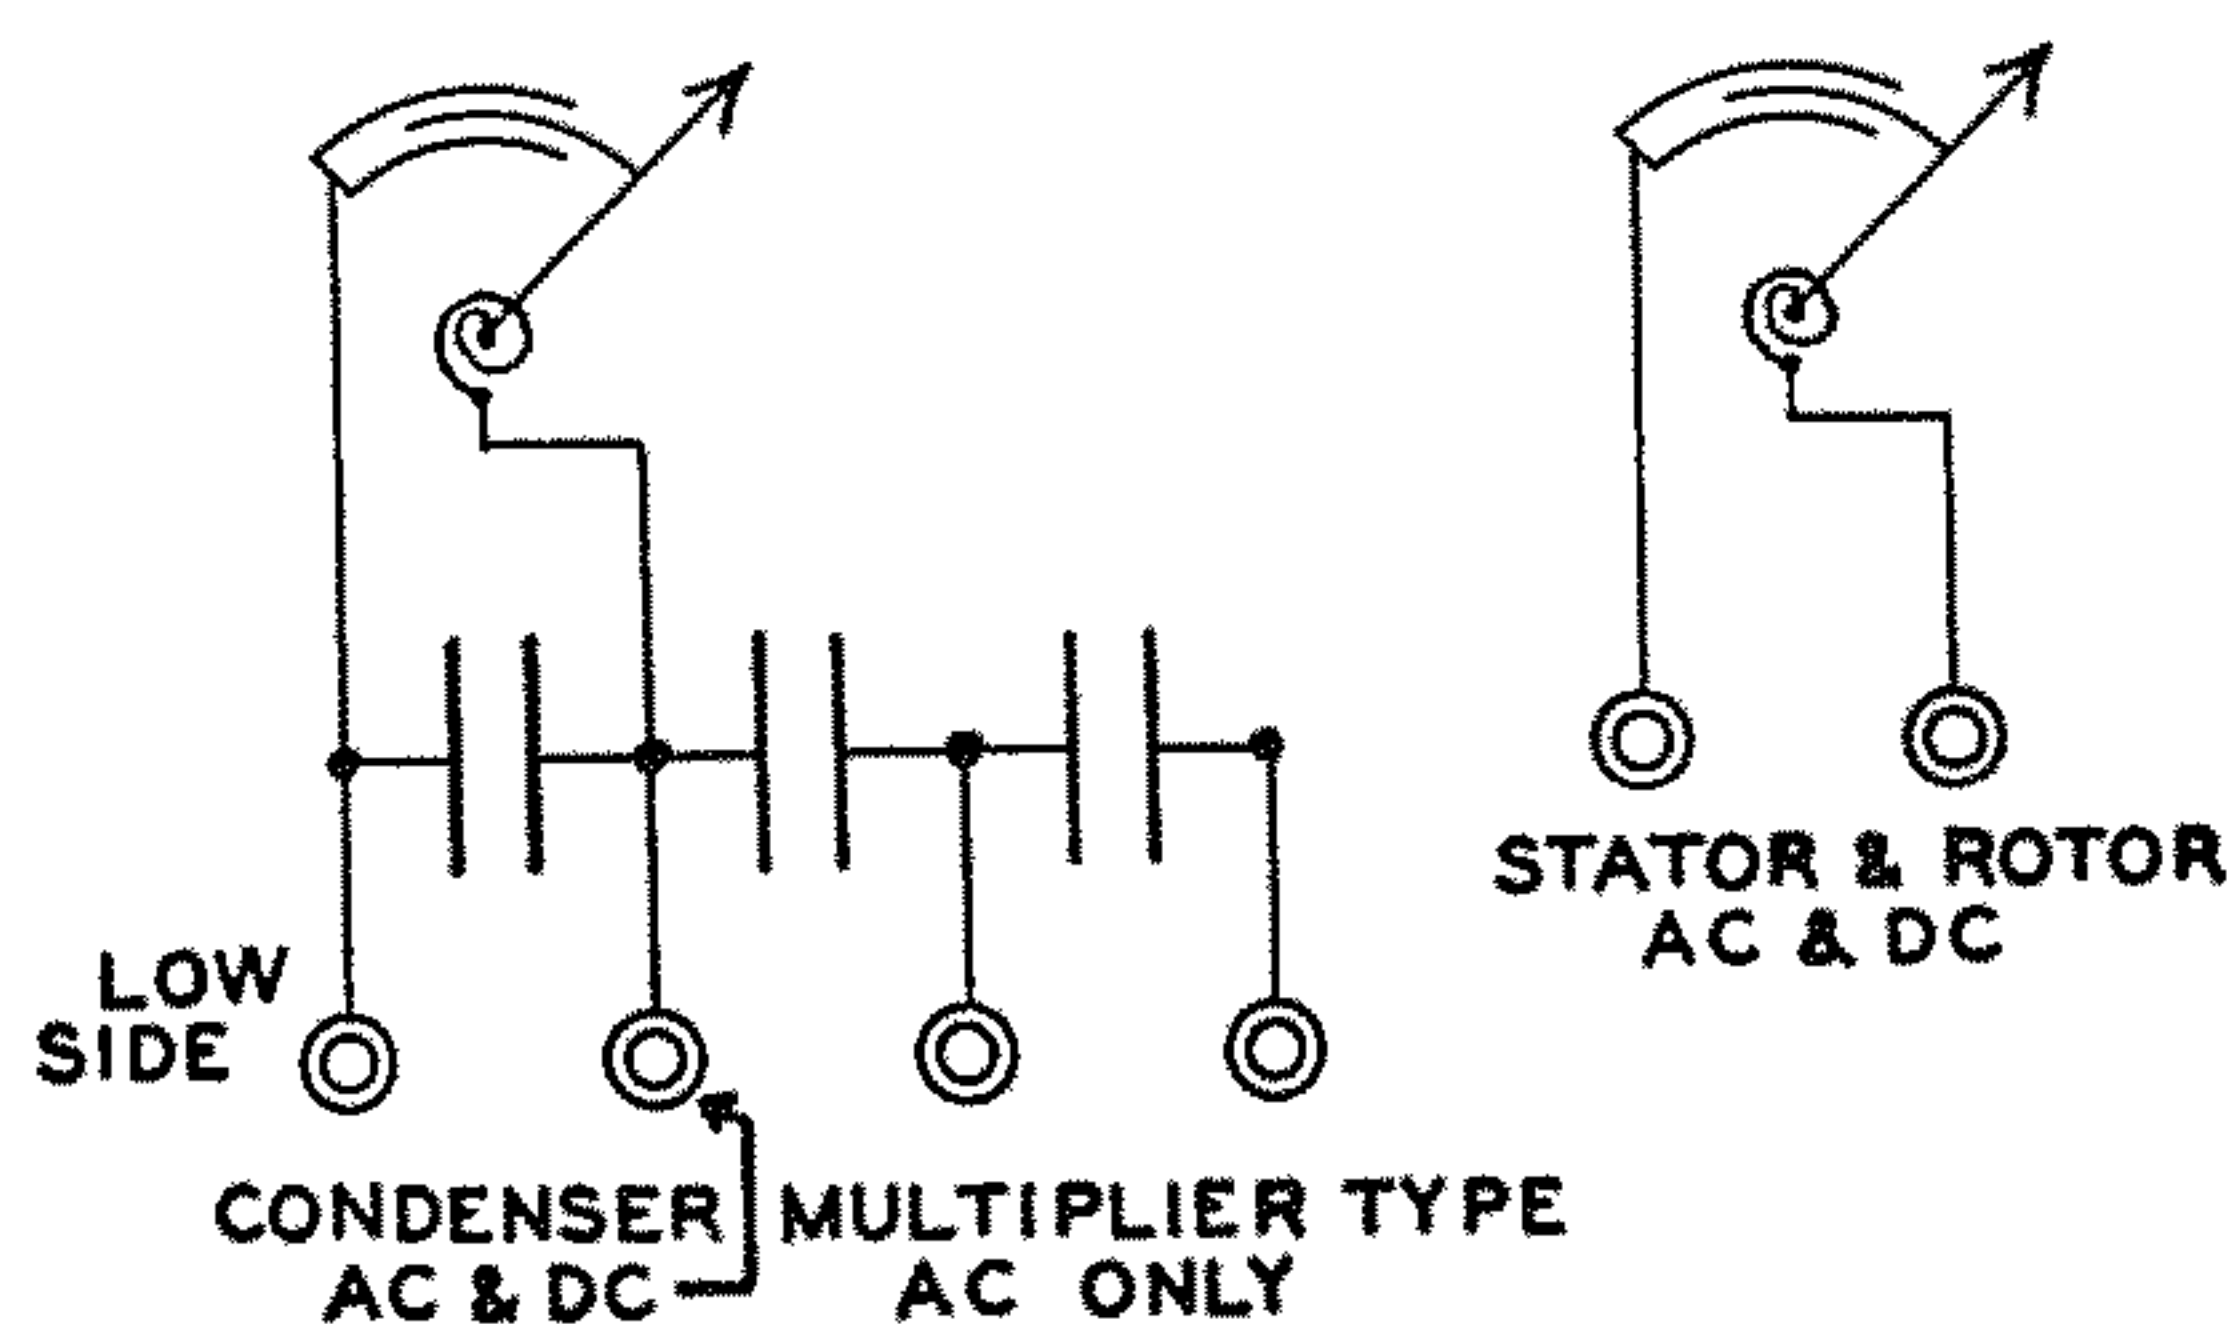 STATOR & ROTOR
AC & DC
LOW
SIDE
CONDENSER MULTIPLIER TYPE
AC & DC AC ONLY